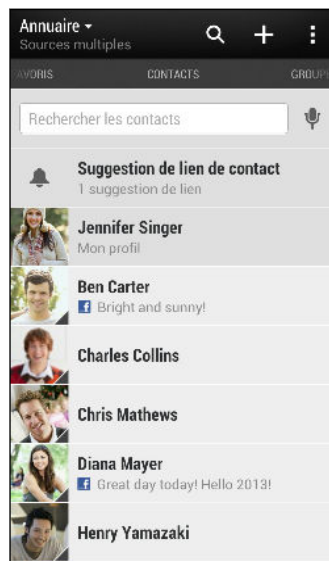 Annuaire
Sources multiples
AVORIS CONTACTS GROUP
Rechercher les contacts
Suggestion de lien de contact
1 suggestion de lien
Jennifer Singer
Mon profil
Ben Carter
Bright and sunny!
Charles Collins
Chris Mathews
Diana Mayer
Great day today! Hello 2013!
Henry Yamazaki